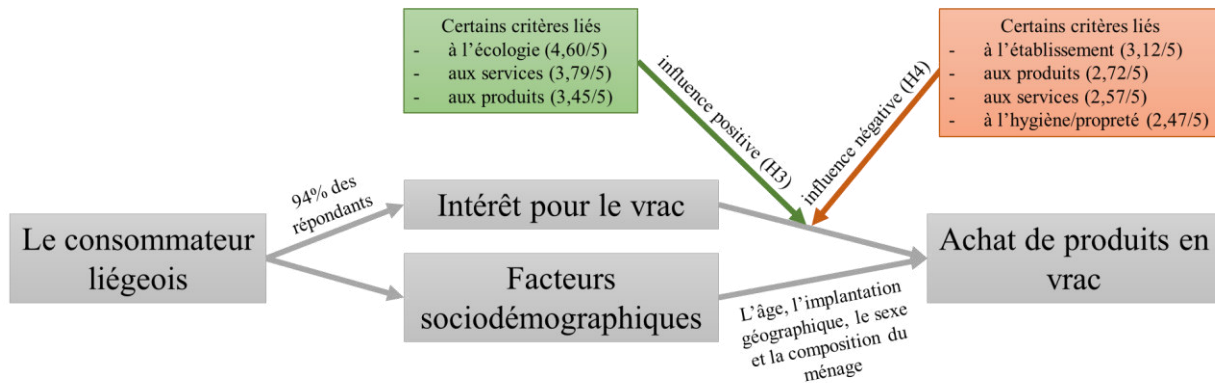 Certains critères liés
- à l’écologie (4,60/5)
- aux services (3,79/5)
- aux produits (3,45/5)
Certains critères liés
- à l’établissement (3,12/5)
- aux produits (2,72/5)
- aux services (2,57/5)
- à l’hygiène/propreté (2,47/5)
influence positive (H3)
influence négative (H4)
94% des
répondants
Intérêt pour le vrac
Le consommateur
liégeois
Achat de produits en
vrac
Facteurs
sociodémographiques
L’âge, l’implantation
géographique, le sexe
et la composition du
ménage